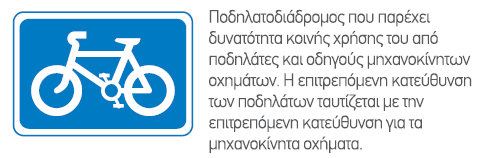 Ποδηλατοδιάδρομος που παρέχει
δυνατότητα κοινής χρήσης του από
ποδηλάτες και οδηγούς μηχανοκίνητων
οχημάτων. Η επιτρεπόμενη κατεύθυνση
των ποδηλάτων ταυτίζεται με την
επιτρεπόμενη κατεύθυνση για τα
μηχανοκίνητα οχήματα.